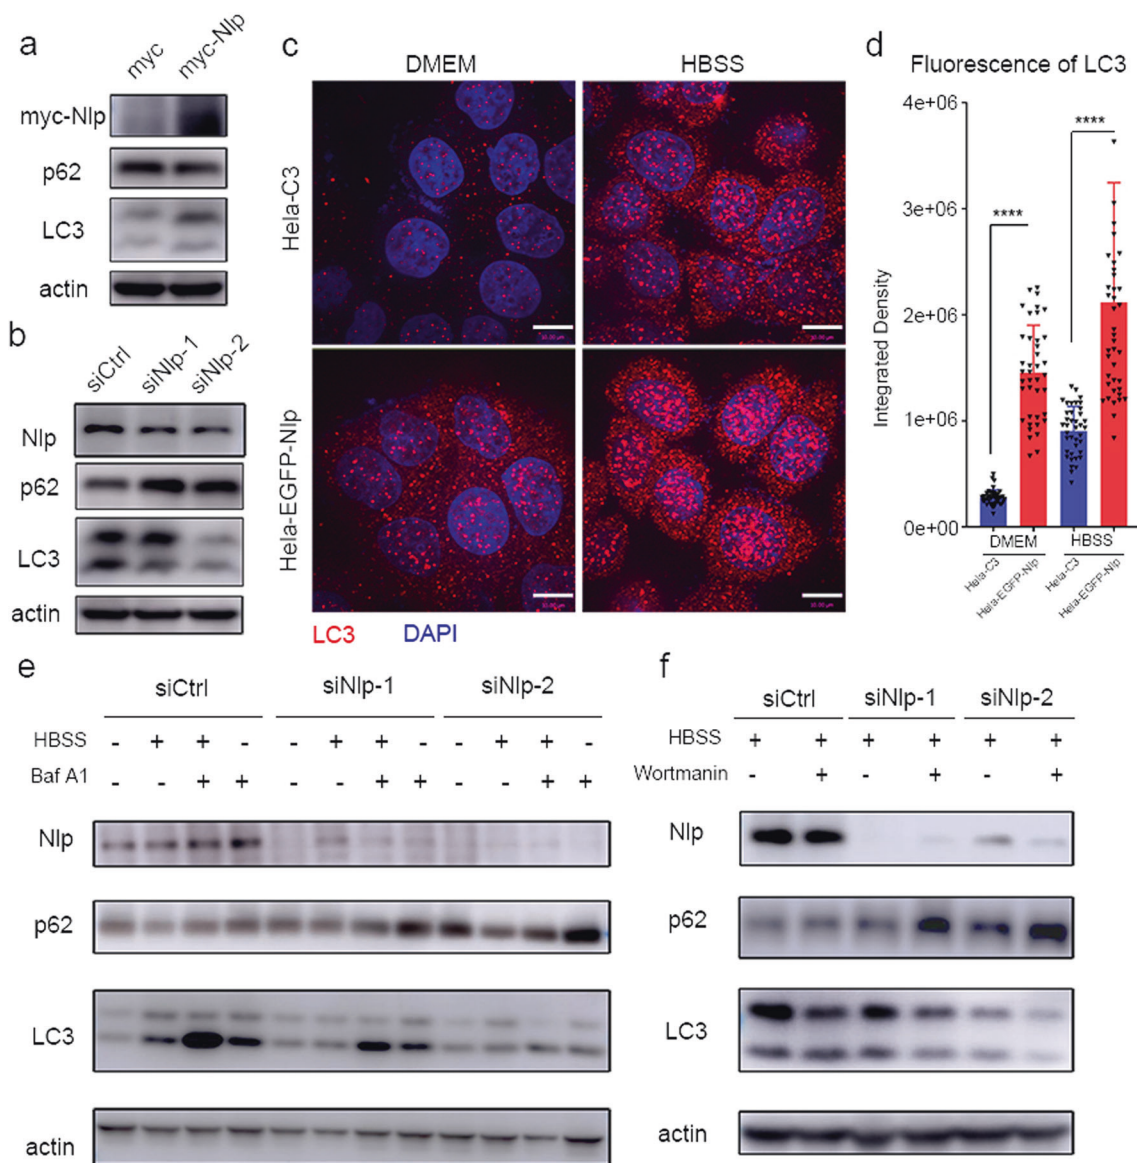 a
myc
myc-Nlp
myc-Nlp
p62
LC3
actin
b
siCtrl
siNlp-1
siNlp-2
Nlp
p62
LC3
actin
c
DMEM
HBSS
Hela-C3
Hela-EGFP-Nlp
LC3
DAPI
d
Fluorescence of LC3
Integrated Density
4e+06
3e+06
2e+06
1e+06
0e+00
****
****
DMEM
HBSS
Hela-C3
Hela-EGFP-Nlp
Hela-C3
Hela-EGFP-Nlp
e
siCtrl siNlp-1 siNlp-2
HBSS - + + - - + + - - + + -
Baf A1 - - + + - - + + - - + +
Nlp
p62
LC3
actin
f
siCtrl siNlp-1 siNlp-2
HBSS + + + + + +
Wortmanin - + - + - +
Nlp
p62
LC3
actin